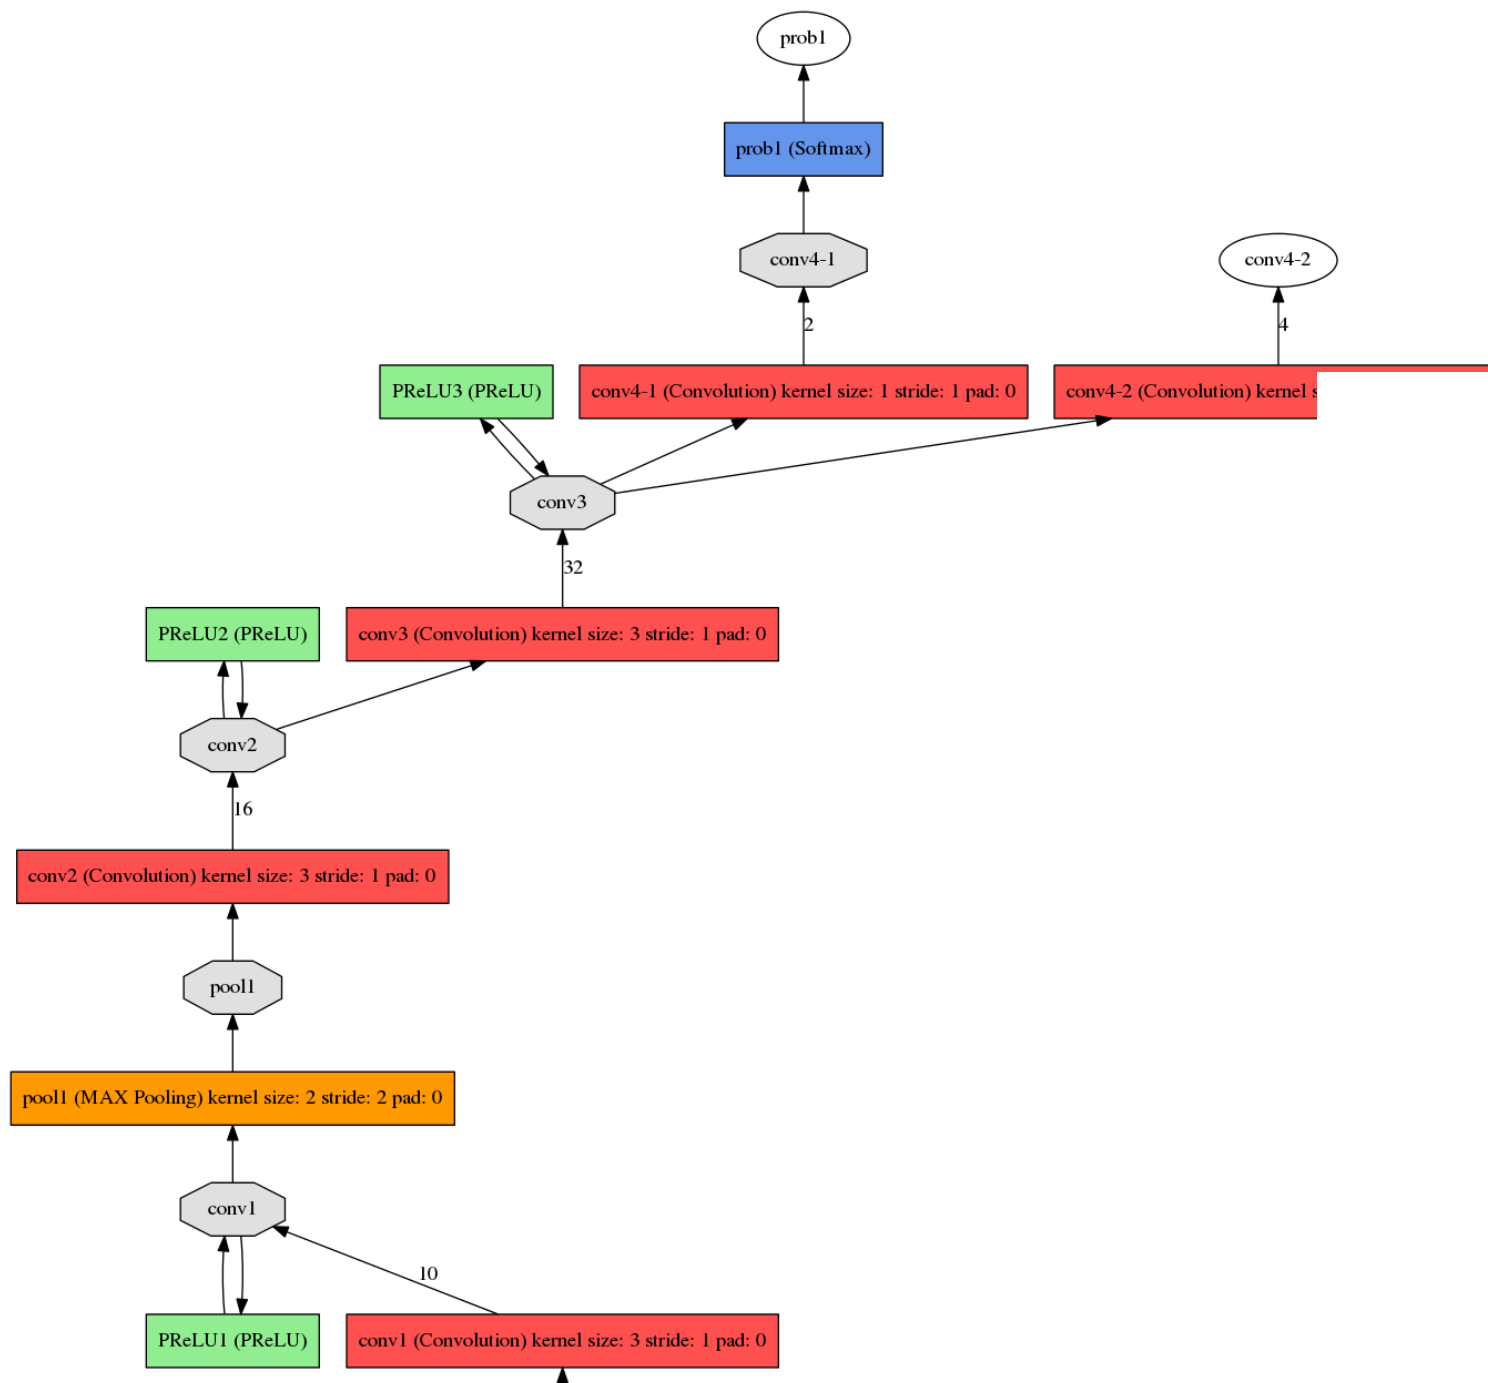 prob1
prob1 (Softmax)
conv4-1
conv4-2
2
4
PReLU3 (PReLU)
conv4-1 (Convolution) kernel size: 1 stride: 1 pad: 0
conv4-2 (Convolution) kernel
conv3
32
PReLU2 (PReLU)
conv3 (Convolution) kernel size: 3 stride: 1 pad: 0
conv2
16
conv2 (Convolution) kernel size: 3 stride: 1 pad: 0
pool1
pool1 (MAX Pooling) kernel size: 2 stride: 2 pad: 0
conv1
10
PReLU1 (PReLU)
conv1 (Convolution) kernel size: 3 stride: 1 pad: 0